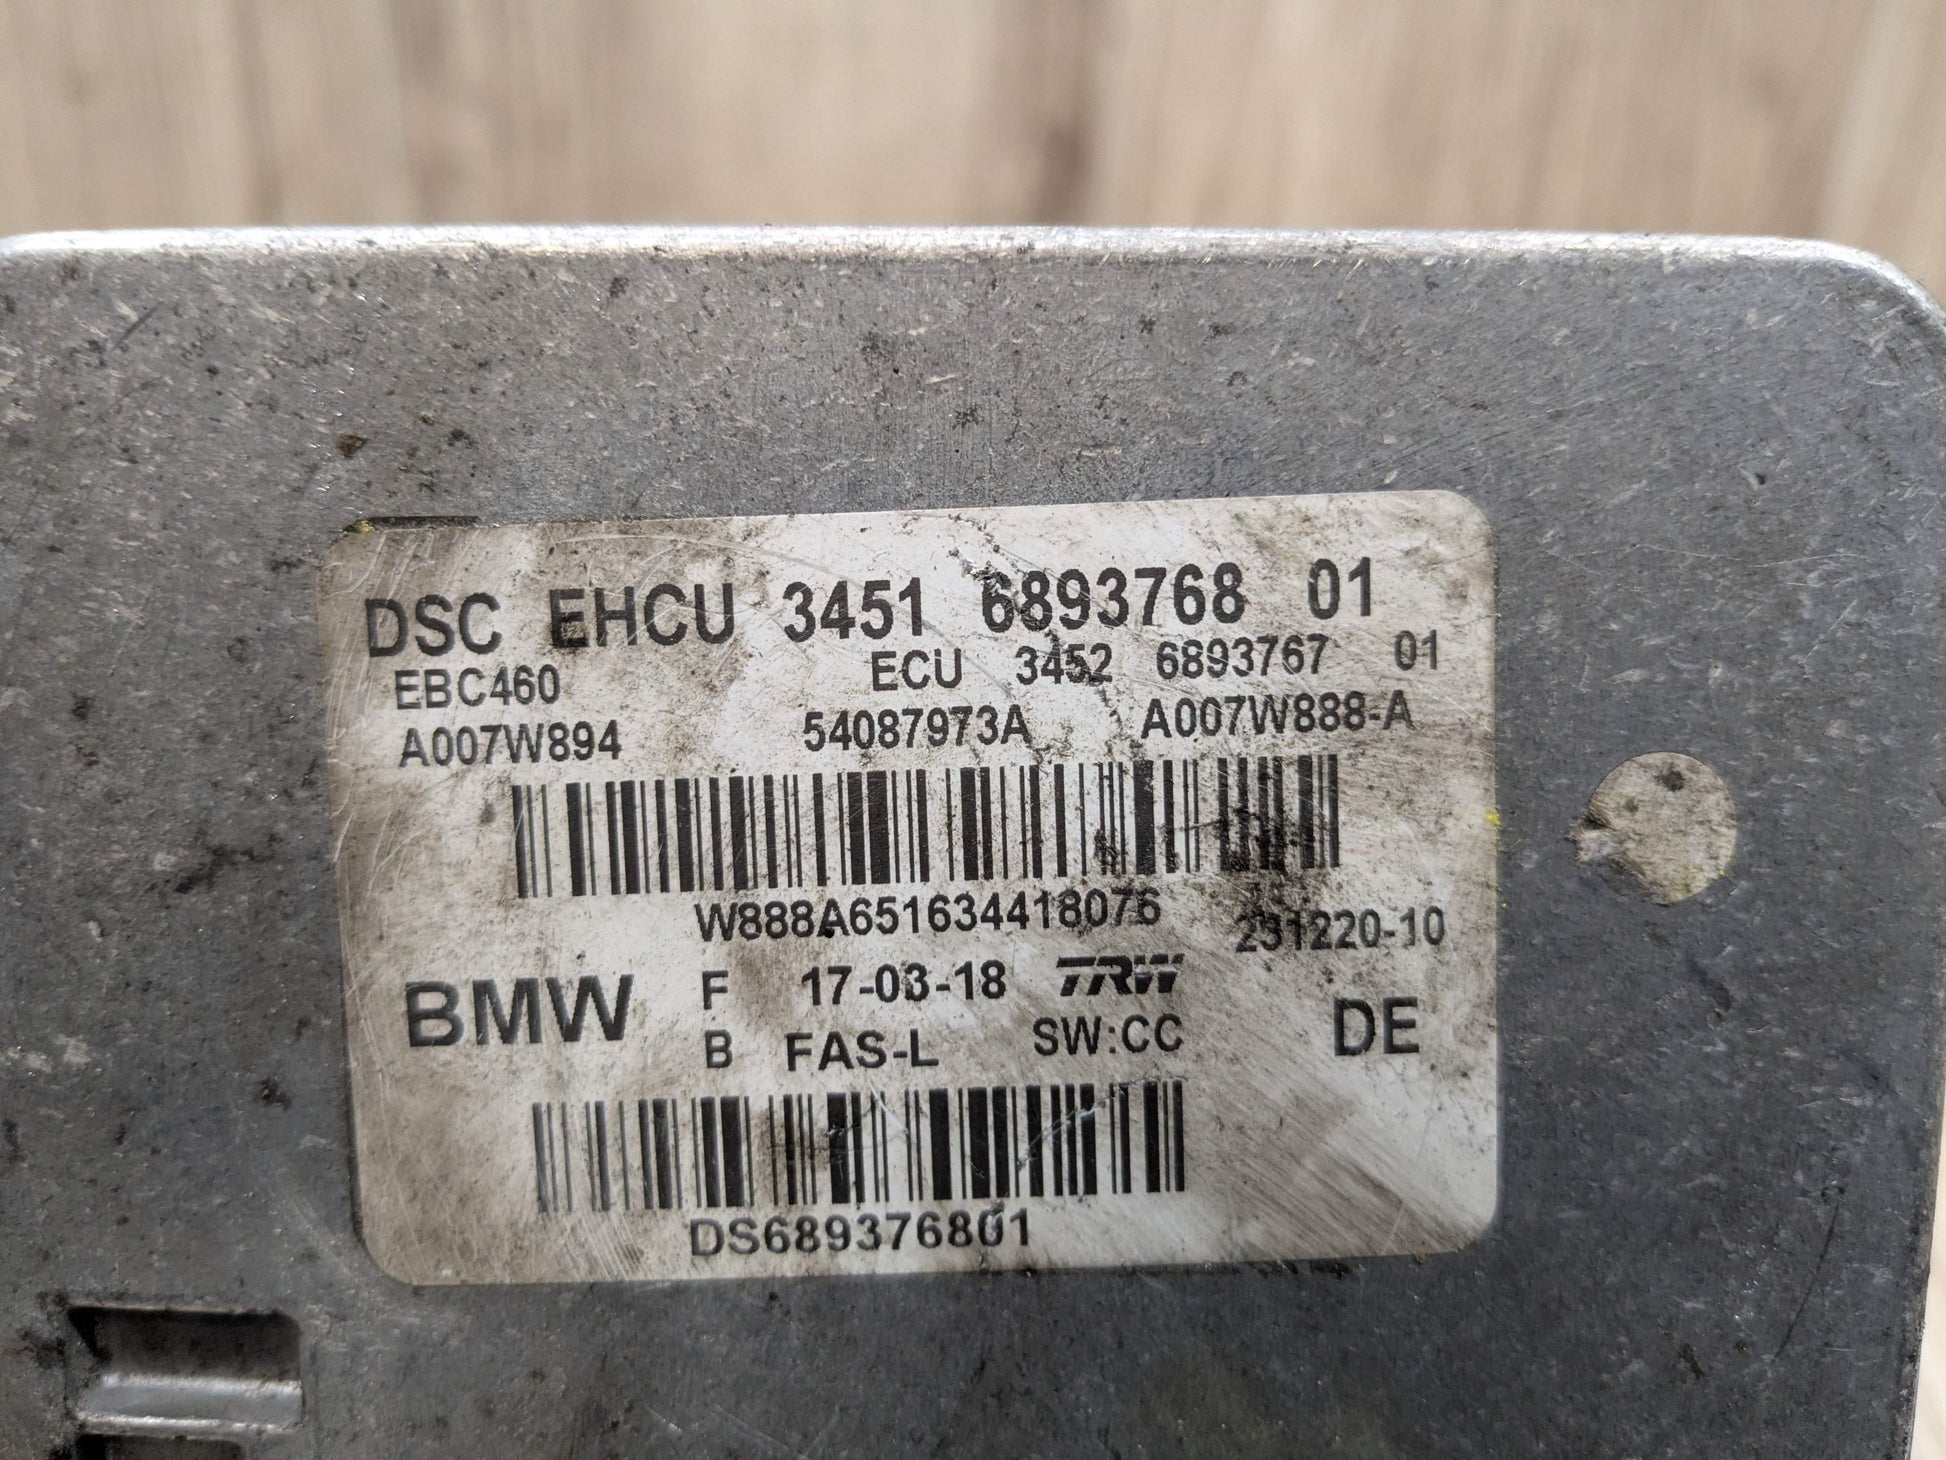 DSC EHCU 3451 6893768 01
EBC460 ECU 3452 6893767 01
A007W894 54087973A A007W888-A
W888A651634418076 231220-10
BMW F 17-03-18 TRW DE
B FAS-L SW:CC
DS689376801